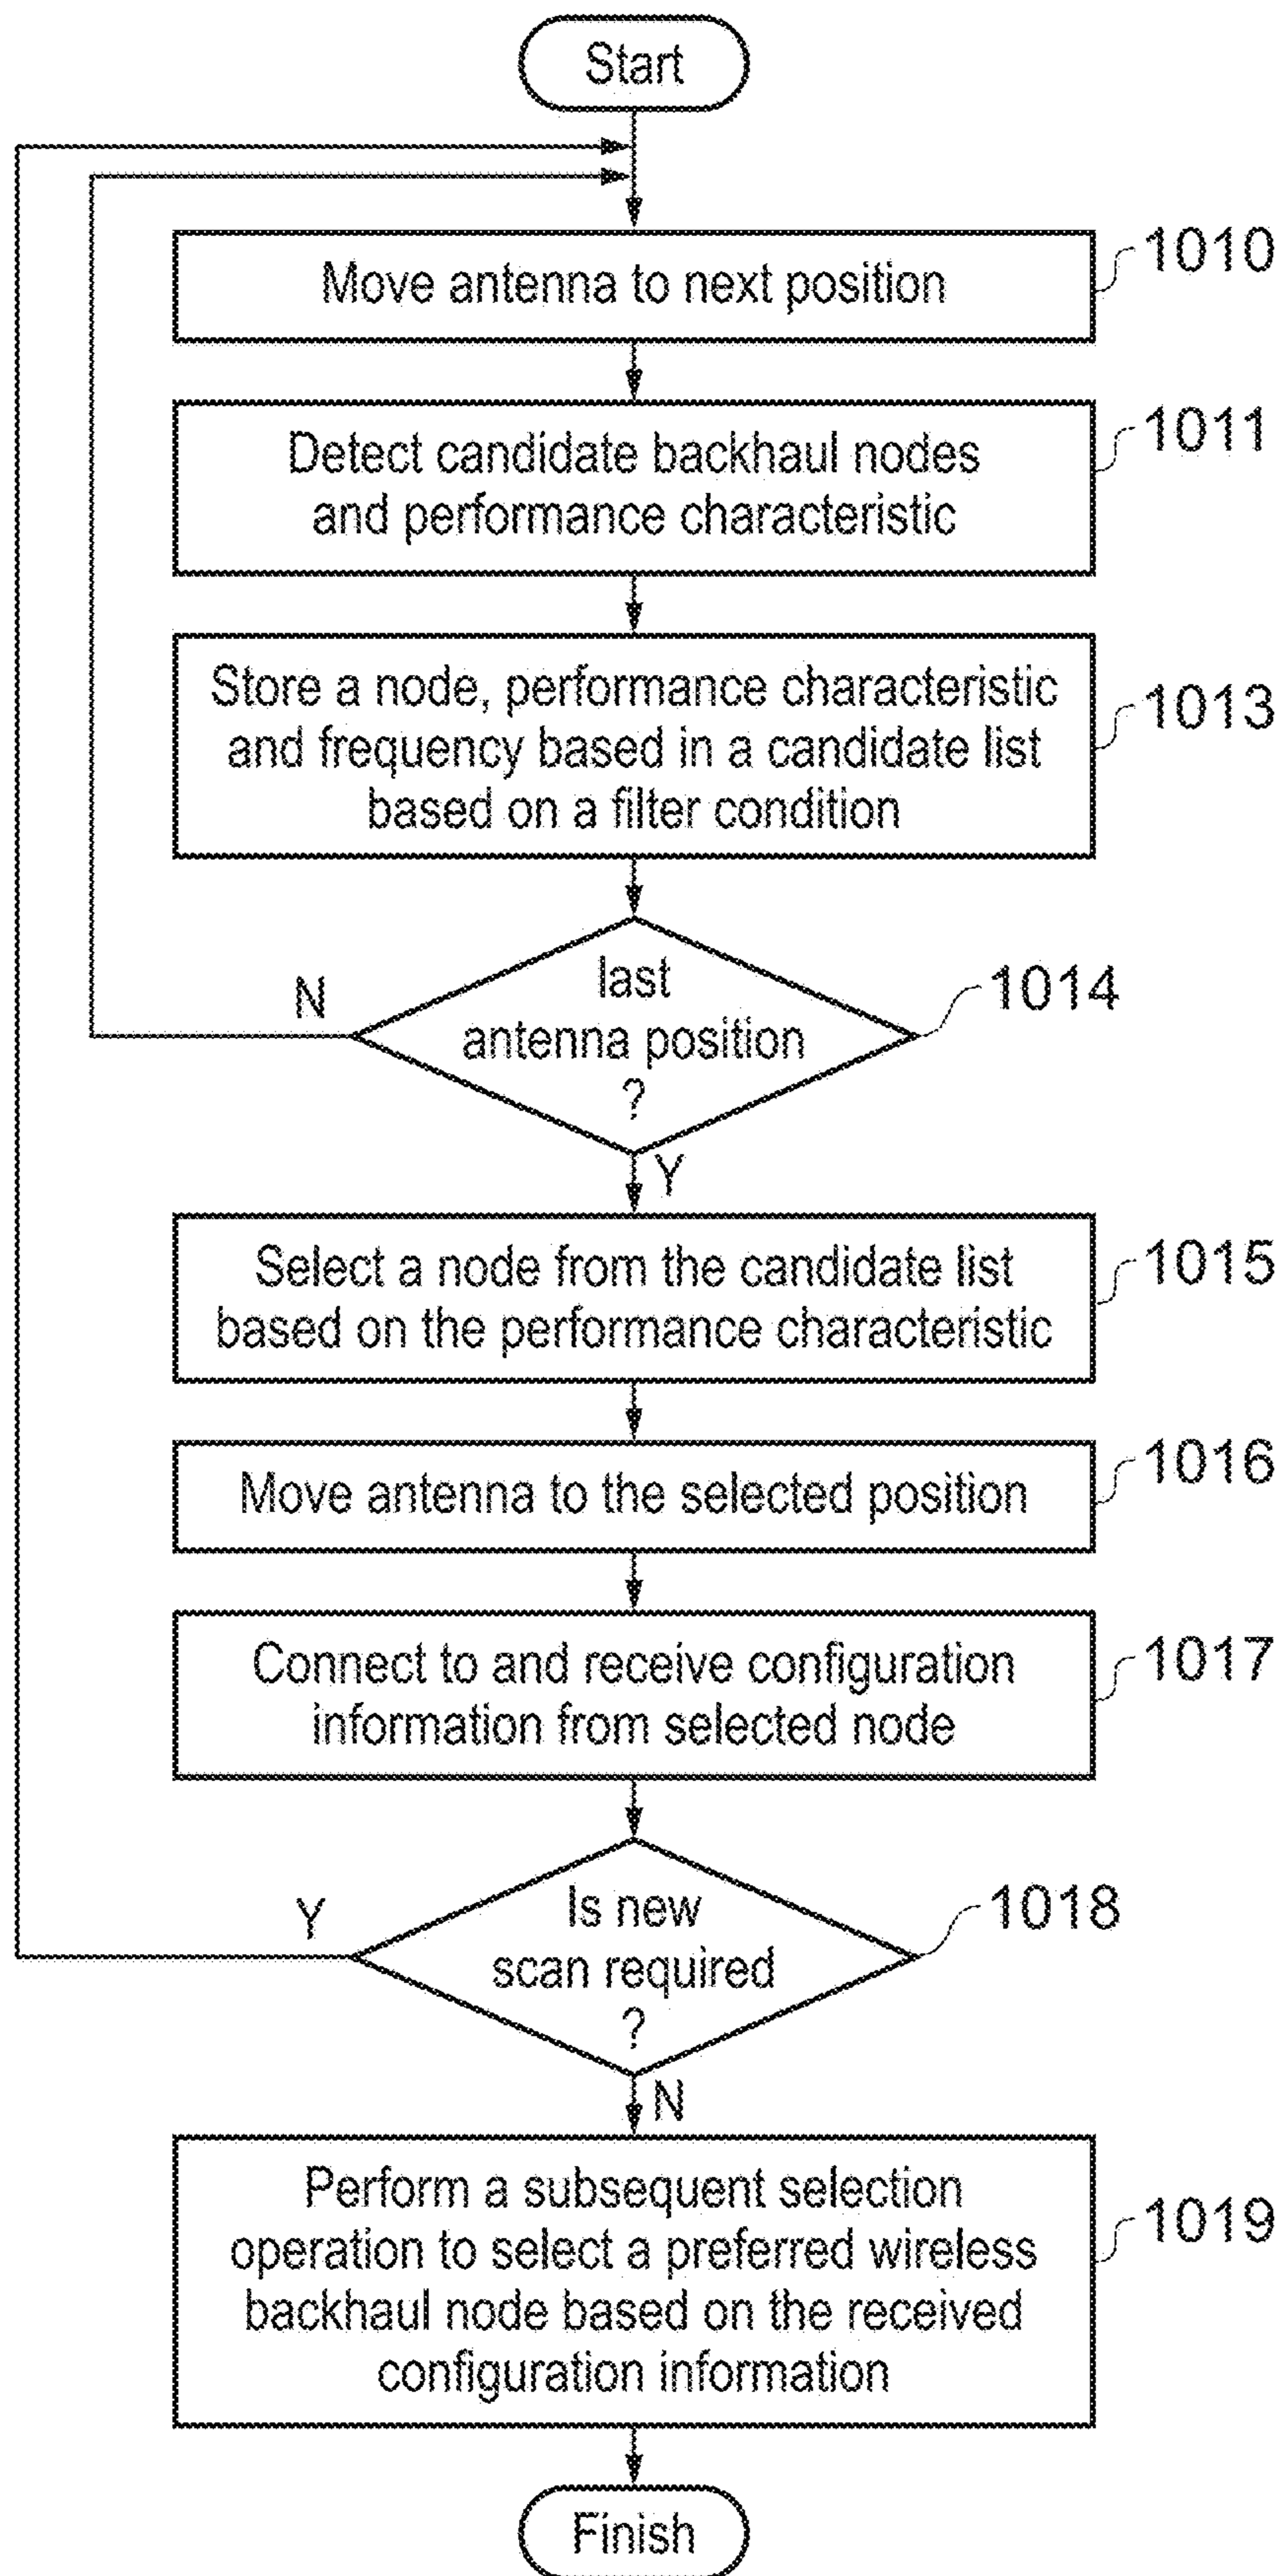 Start
Move antenna to next position
1010
Detect candidate backhaul nodes
and performance characteristic
1011
Store a node, performance characteristic
and frequency based in a candidate list
based on a filter condition
1013
last
antenna position
?
1014
N
Y
Select a node from the candidate list
based on the performance characteristic
1015
Move antenna to the selected position
1016
Connect to and receive configuration
information from selected node
1017
Is new
scan required
?
1018
Y
N
Perform a subsequent selection
operation to select a preferred wireless
backhaul node based on the received
configuration information
1019
Finish